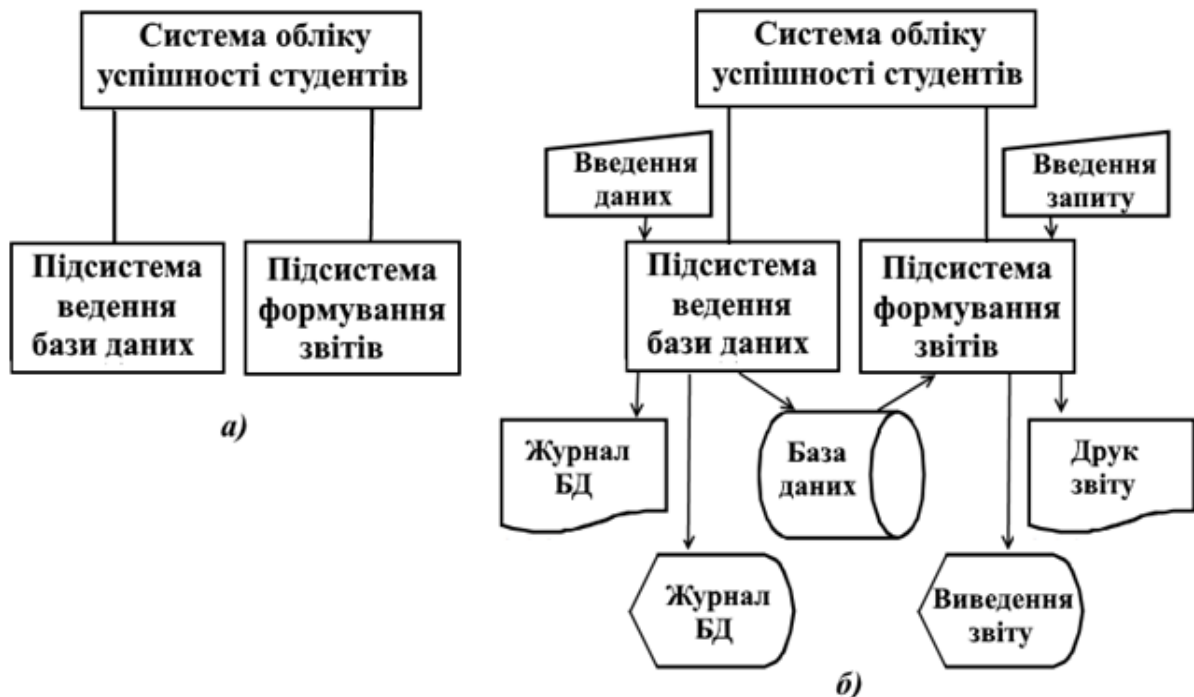 Система обліку
успішності студентів
Підсистема
ведення
бази даних
Підсистема
формування
звітів
а)
Система обліку
успішності студентів
Введення
даних
Введення
запиту
Підсистема
ведення
бази даних
Підсистема
формування
звітів
Журнал
БД
База
даних
Друк
звіту
Журнал
БД
Виведення
звіту
б)